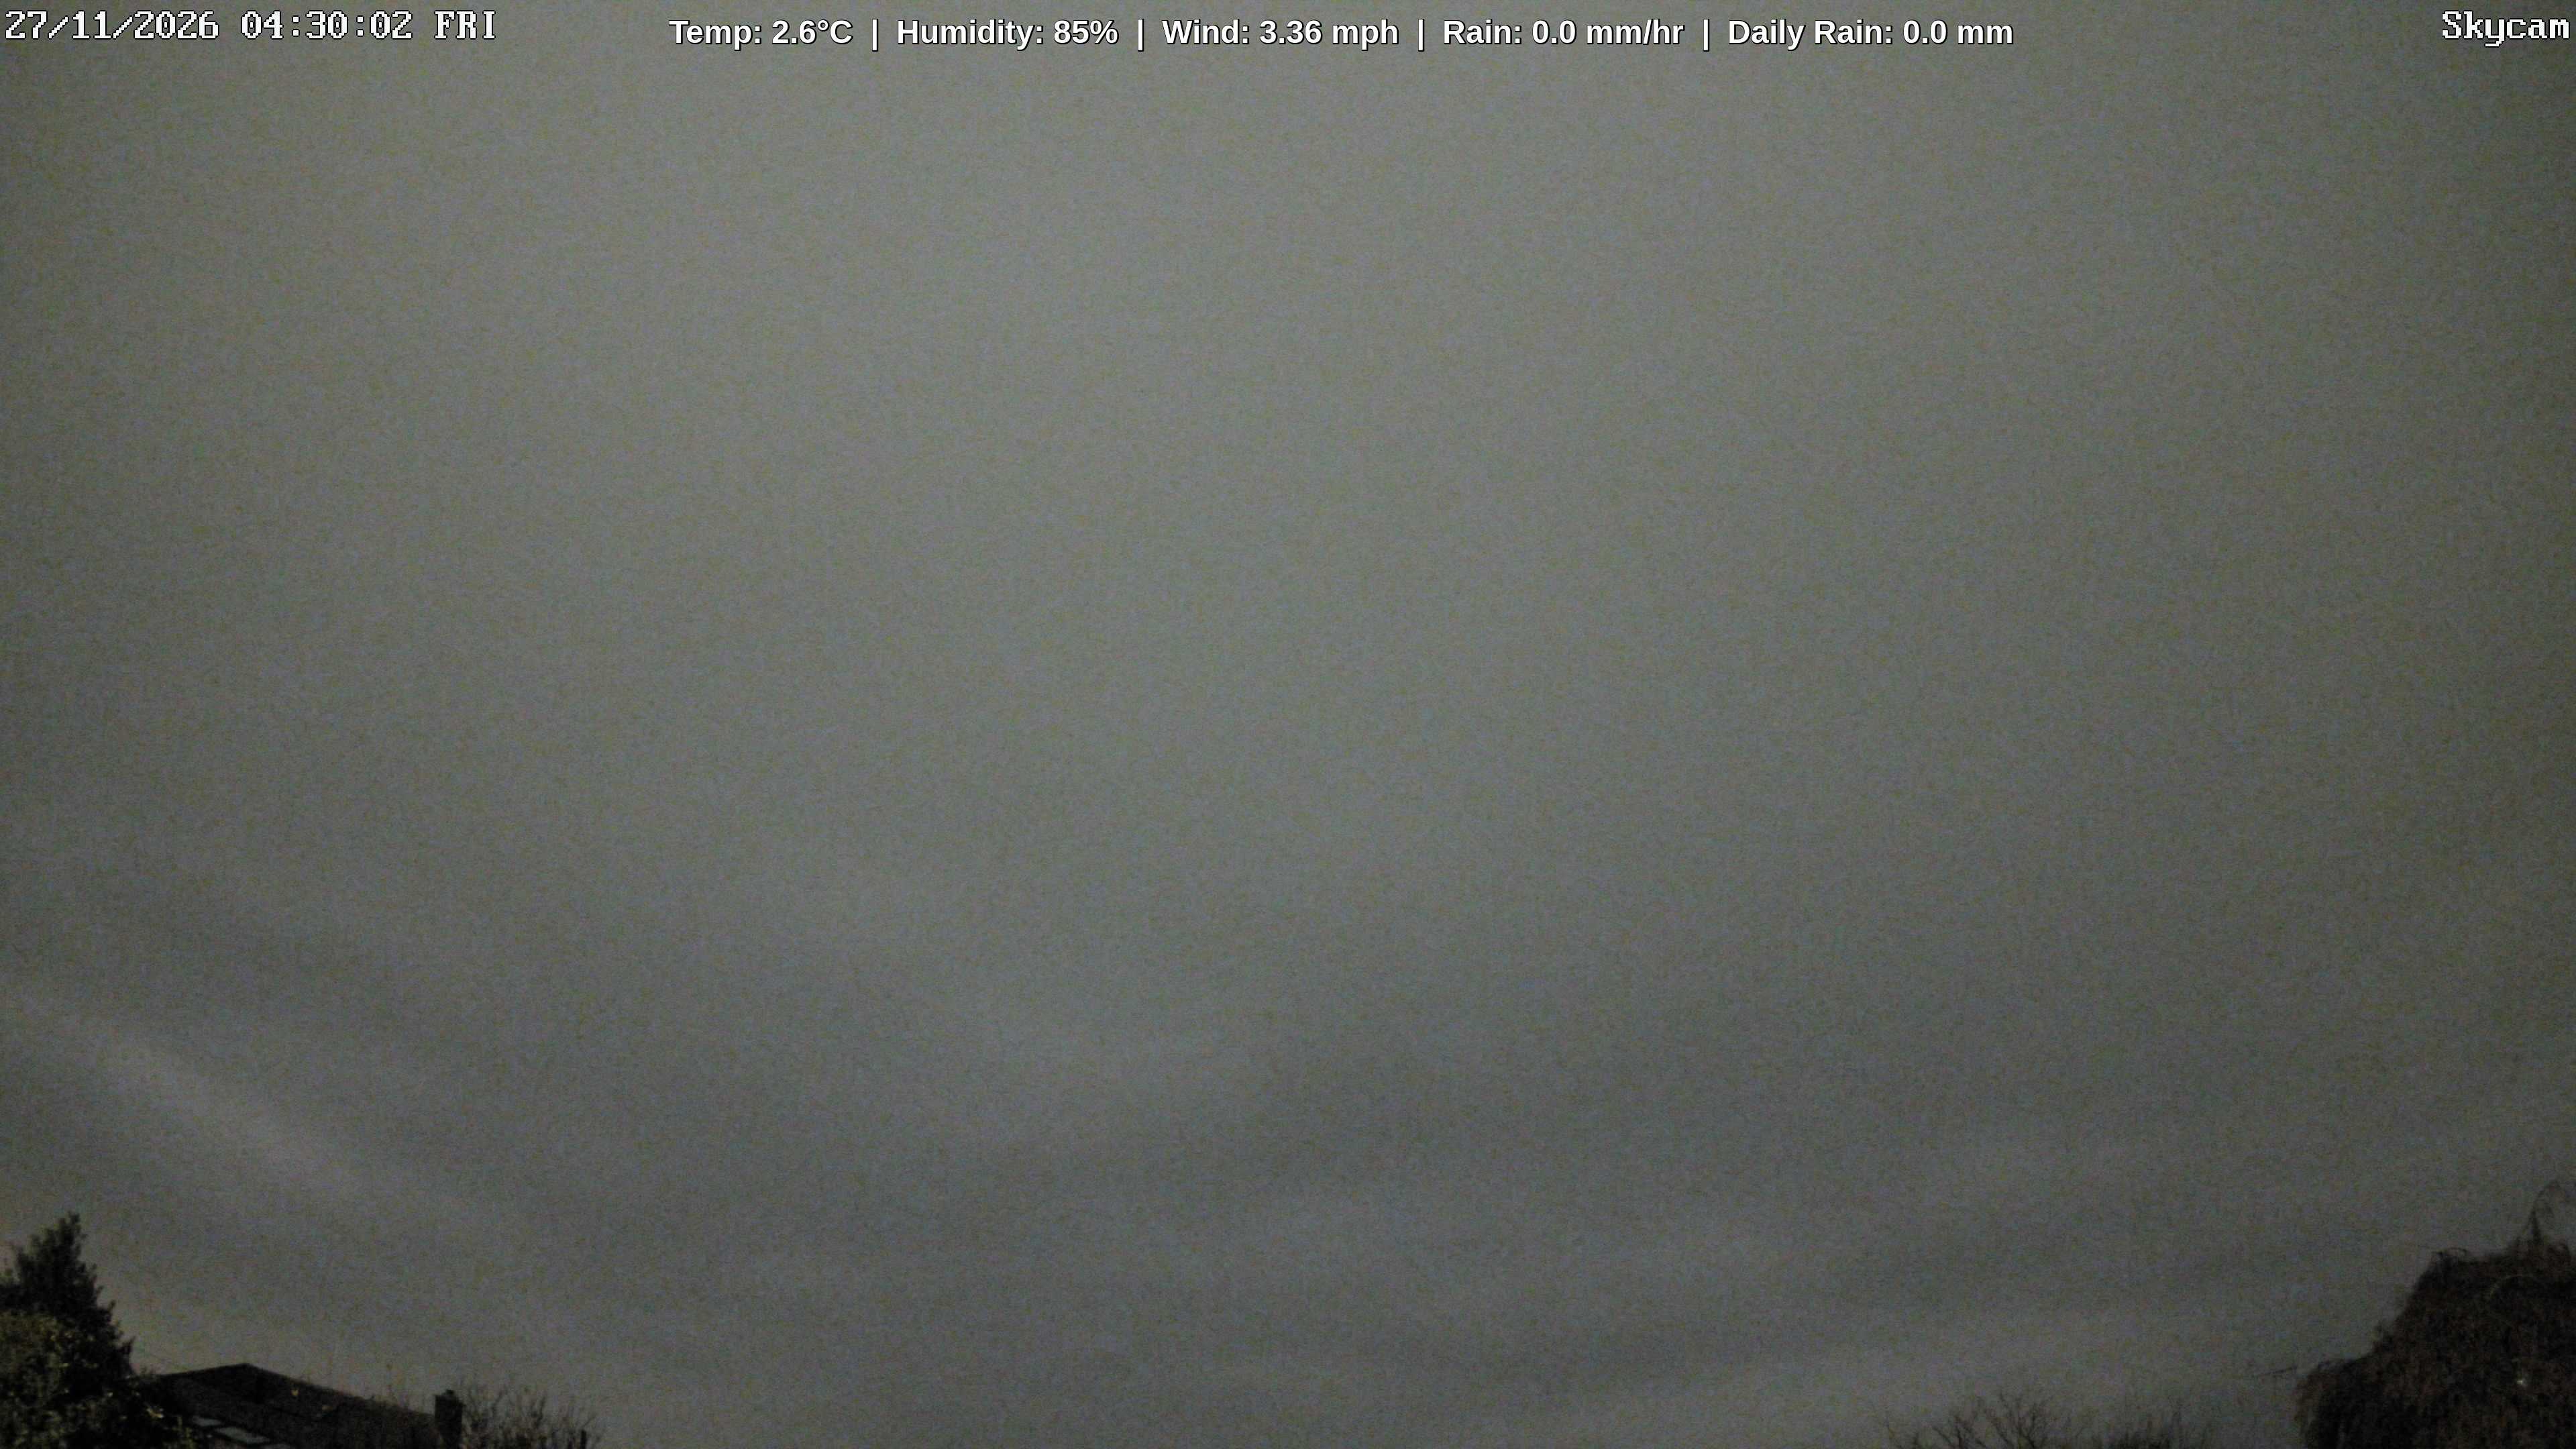 27/11/2026 04:30:02 FRI
Temp: 2.6°C | Humidity: 85% | Wind: 3.36 mph | Rain: 0.0 mm/hr | Daily Rain: 0.0 mm
Skycam